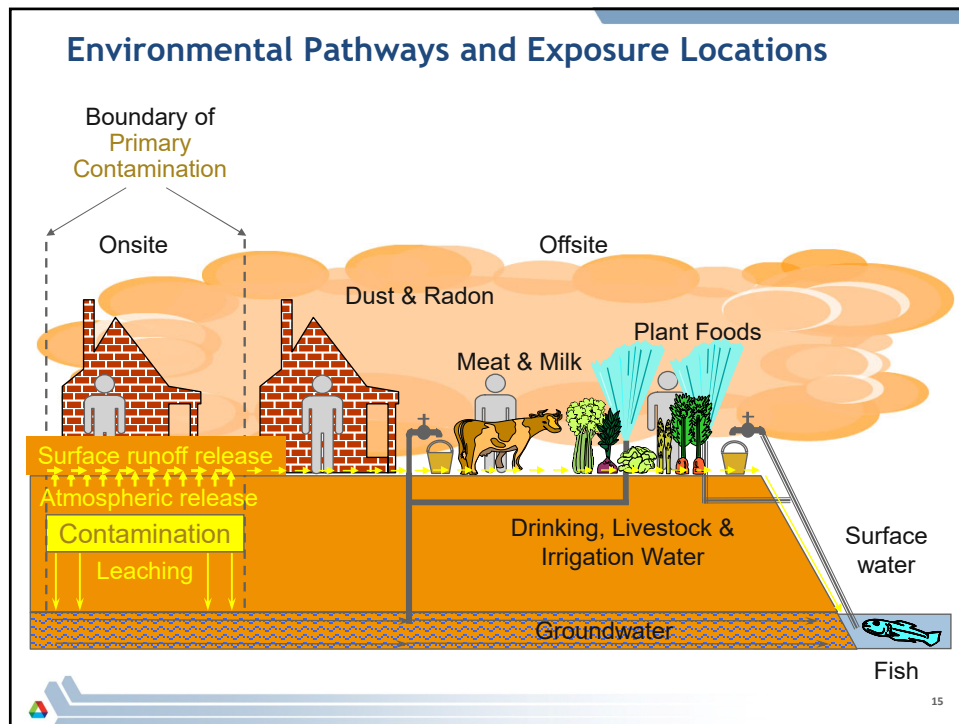 Environmental Pathways and Exposure Locations
Boundary of
Primary
Contamination
Onsite
Offsite
Dust & Radon
Plant Foods
Meat & Milk
Surface runoff release
Atmospheric release
Contamination
Leaching
Drinking, Livestock &
Irrigation Water
Surface
water
Groundwater
Fish
15